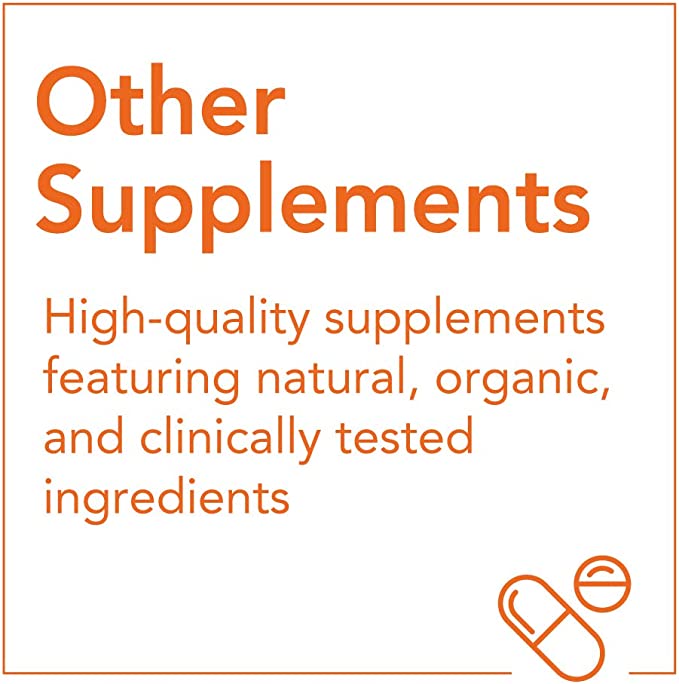 Other
Supplements
High-quality supplements
featuring natural, organic,
and clinically tested
ingredients